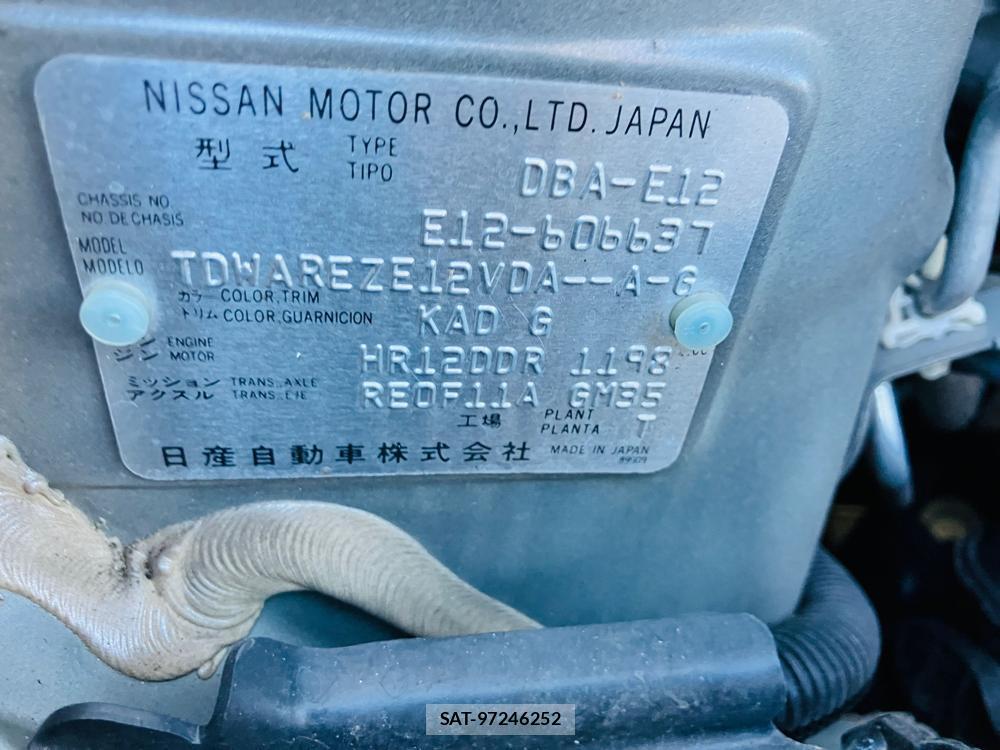 NISSAN MOTOR CO.,LTD. JAPAN
型式 TYPE TIPO DBA-E12
CHASSIS NO.
NO. DE CHASIS E12-606637
MODEL
MODELO TDWAREZE12VDA--A-G
カラー COLOR, TRIM
トリム COLOR, GUARNICION KAD G
ENGINE
ジン MOTOR HR12DDR 1198
ミッション TRANS. AXLE
アクスル TRANS. EJE RE0F11A GM35
工場 PLANT PLANTA T
日産自動車株式会社 MADE IN JAPAN
SAT-97246252